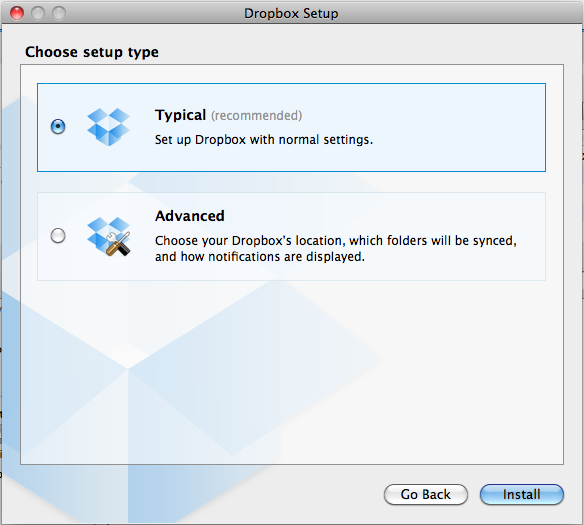 Dropbox Setup
Choose setup type
Typical (recommended)
Set up Dropbox with normal settings.
Advanced
Choose your Dropbox's location, which folders will be synced,
and how notifications are displayed.
Go Back
Install